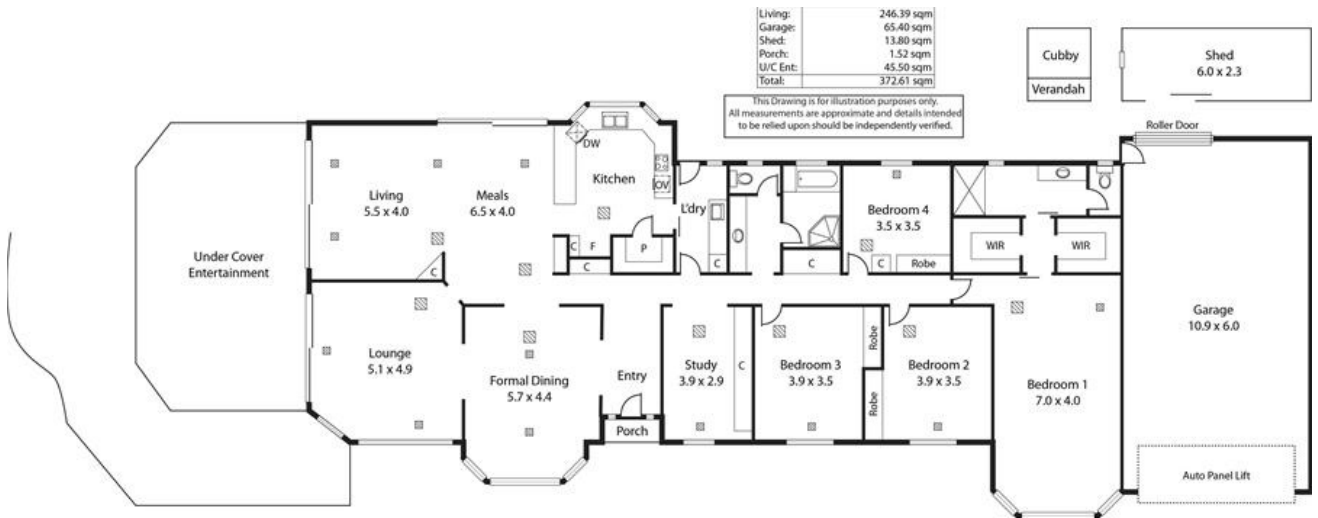 Living: 246.39 sqm
Garage: 65.40 sqm
Shed: 13.80 sqm
Porch: 1.52 sqm
U/C Ent: 45.50 sqm
Total: 372.61 sqm
This Drawing is for illustration purposes only.
All measurements are approximate and details intended
to be relied upon should be independently verified.
Cubby
Verandah
Shed
6.0 x 2.3
Roller Door
DW
Kitchen
OV
Living
5.5 x 4.0
Meals
6.5 x 4.0
L'dry
Bedroom 4
3.5 x 3.5
WIR
WIR
Under Cover
Entertainment
C
C
F
P
C
C
C
C
Robe
Garage
10.9 x 6.0
Lounge
5.1 x 4.9
Formal Dining
5.7 x 4.4
Entry
Study
3.9 x 2.9
C
Bedroom 3
3.9 x 3.5
Robe
Robe
Bedroom 2
3.9 x 3.5
Bedroom 1
7.0 x 4.0
Porch
Auto Panel Lift